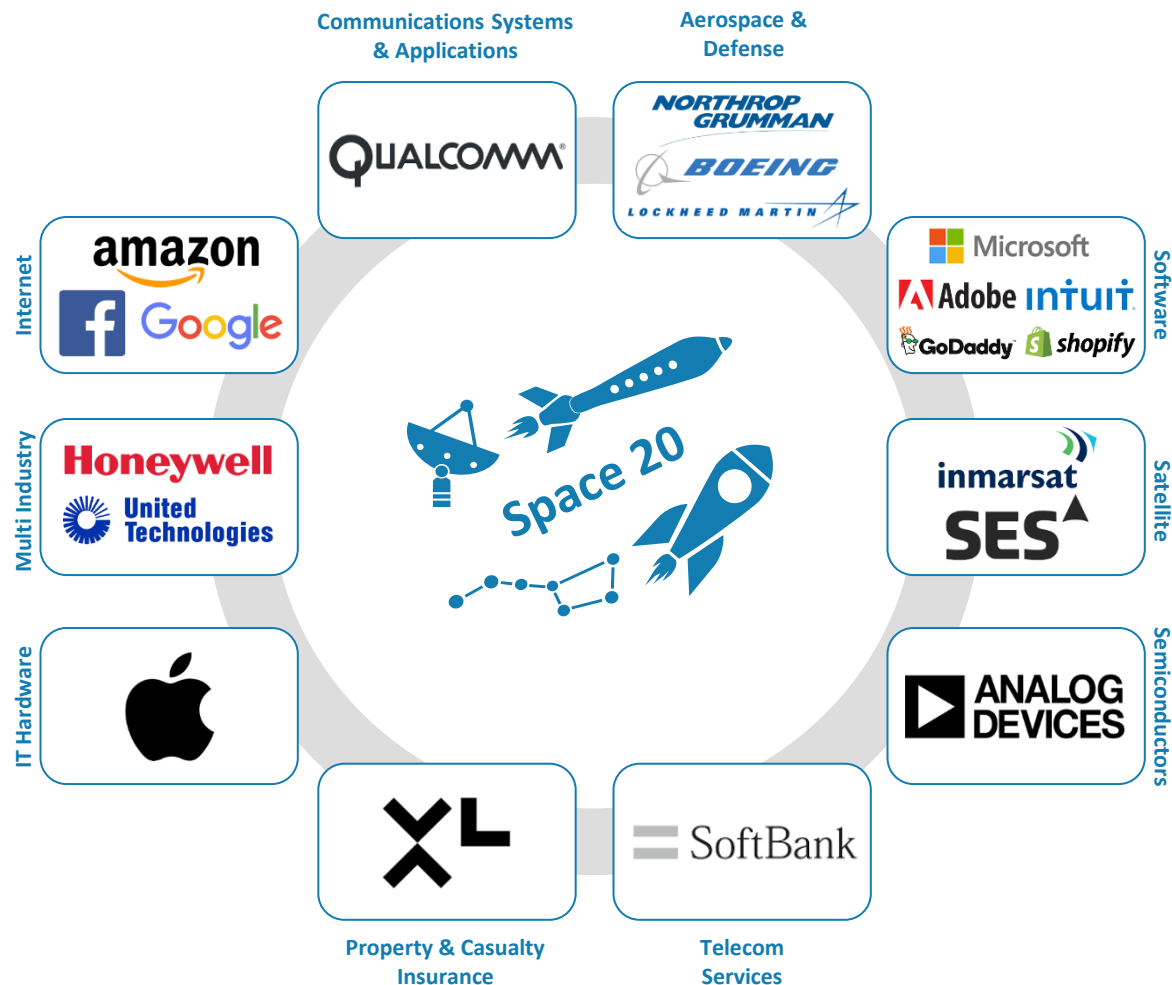 Communications Systems
& Applications
Aerospace &
Defense
QUALCOMM®
NORTHROP
GRUMMAN
BOEING
LOCKHEED MARTIN
Internet
amazon
f Google
Microsoft
Adobe intuit.
GoDaddy™ S shopify
Software
Space 20
Multi Industry
Honeywell
United
Technologies
inmarsat
SES
Satellite
IT Hardware
ANALOG
DEVICES
Semiconductors
XL
SoftBank
Property & Casualty
Insurance
Telecom
Services